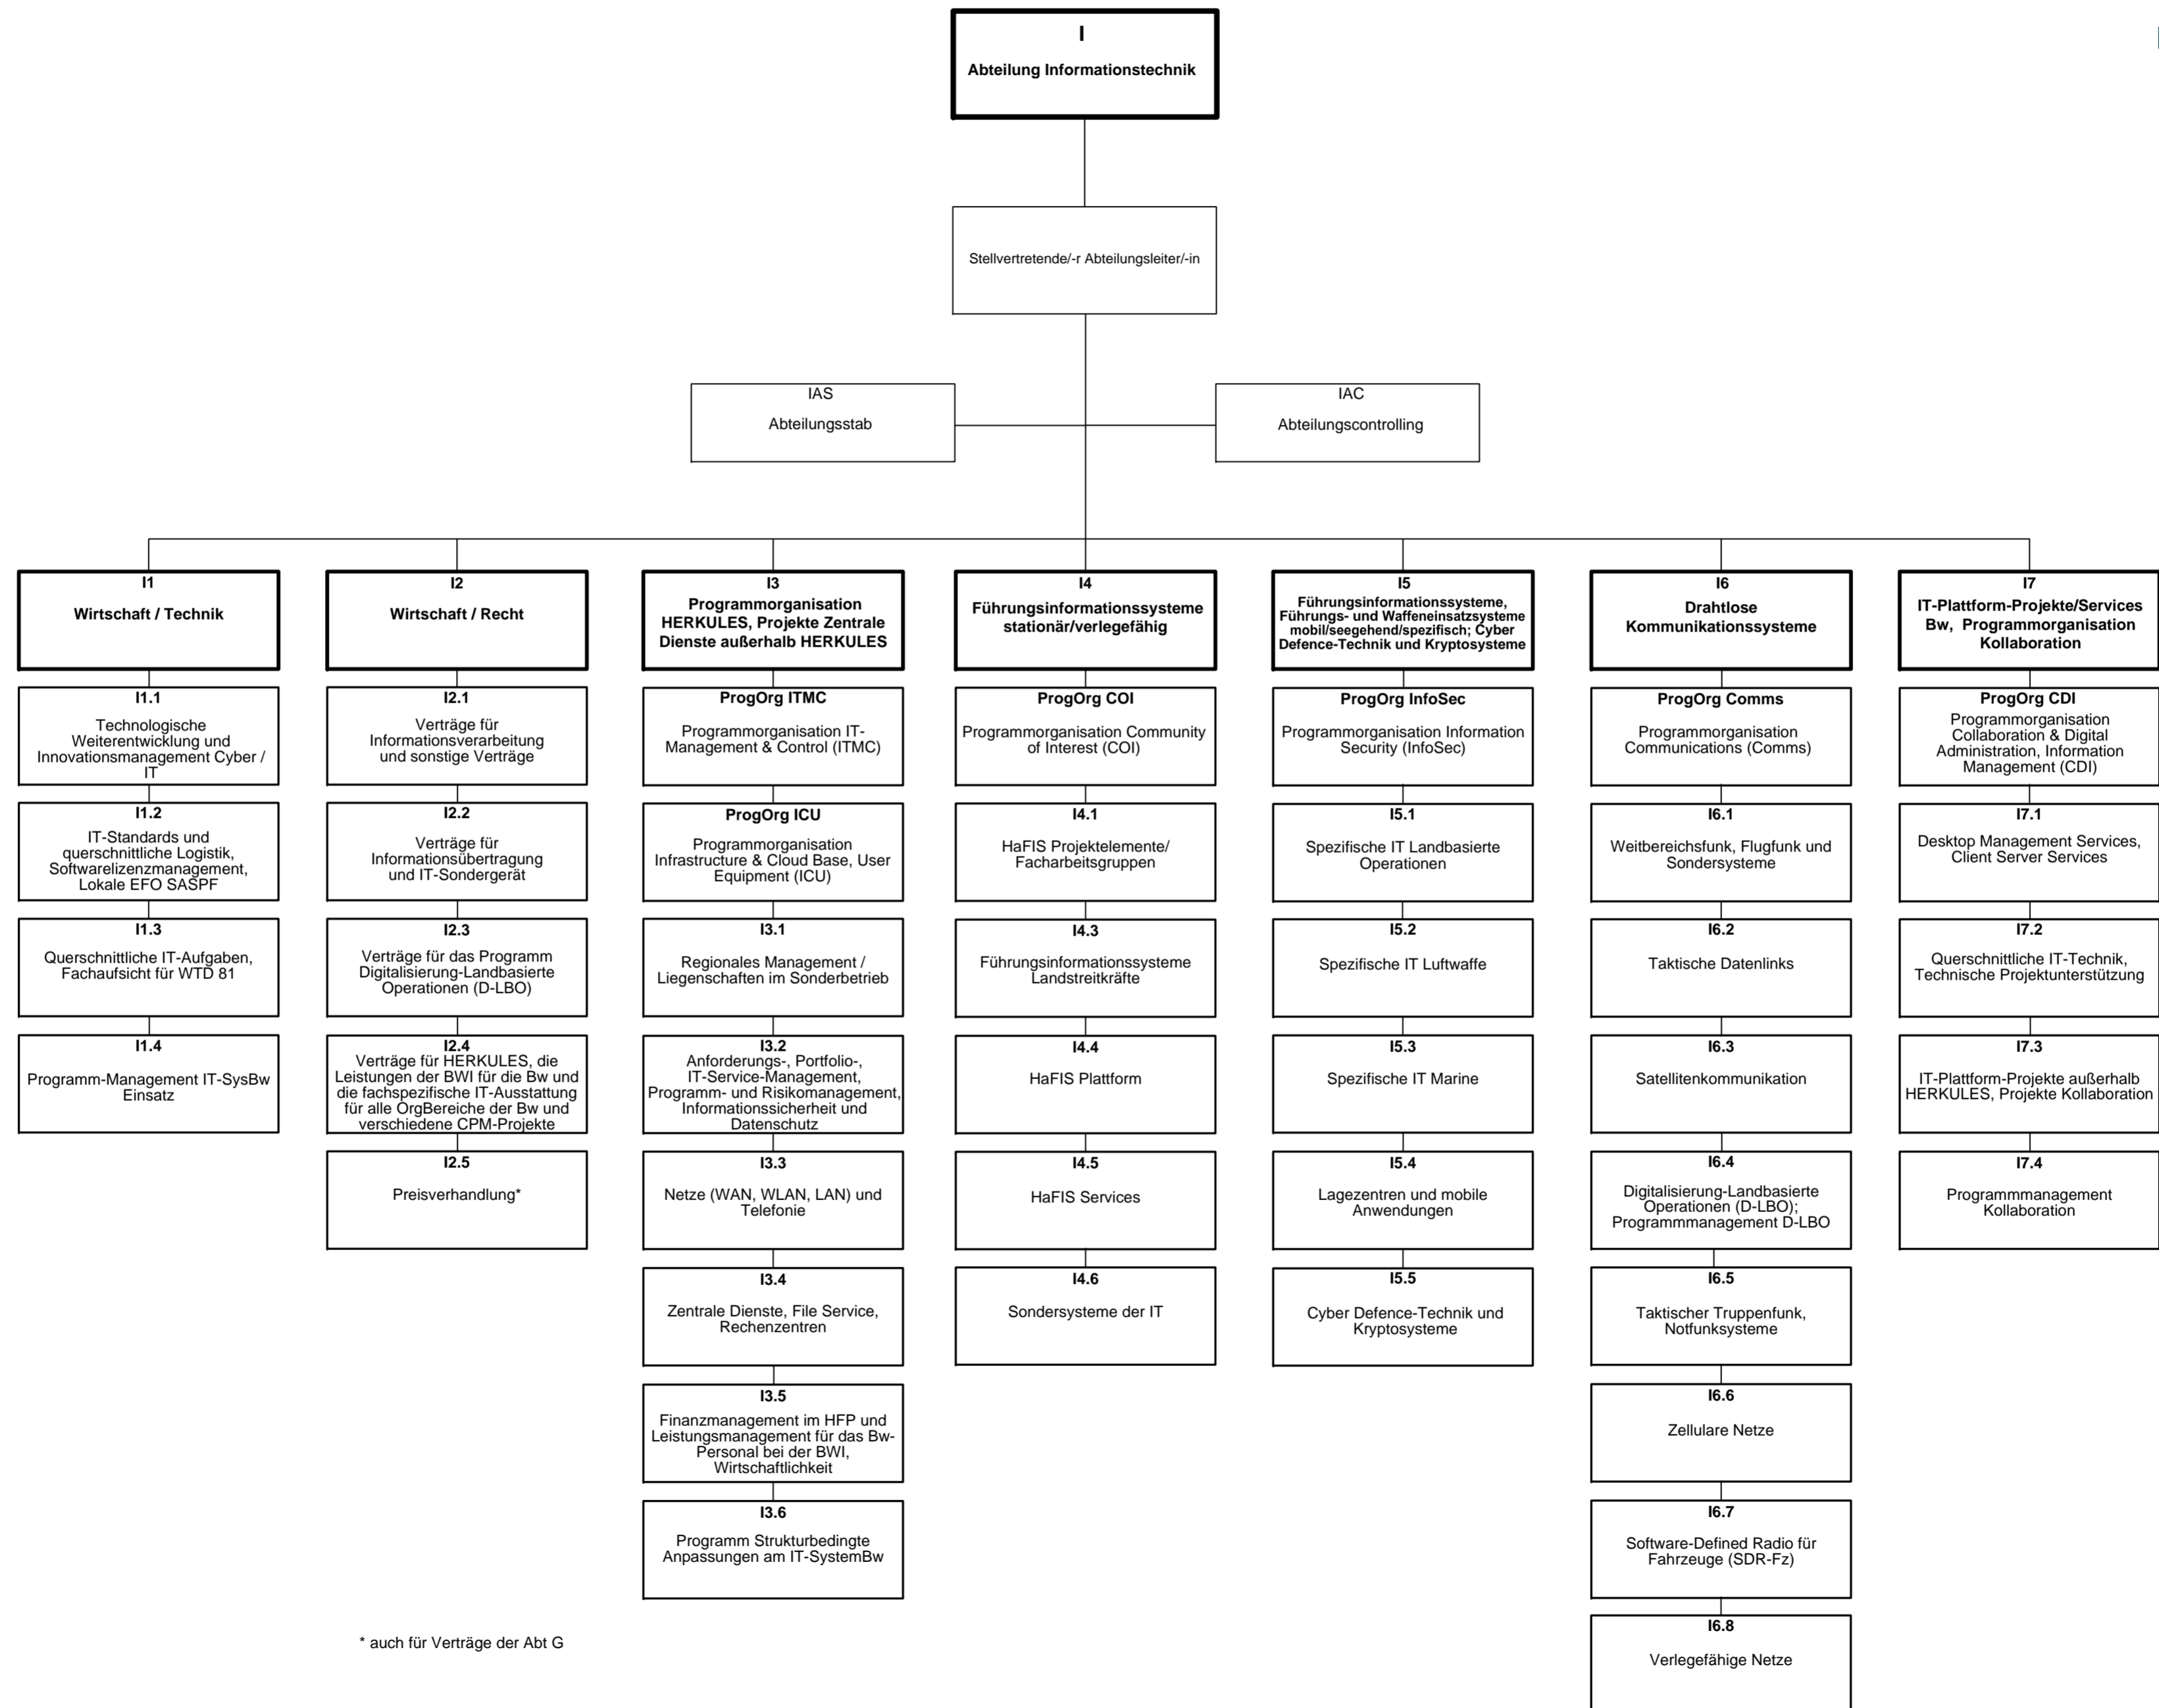 I
Abteilung Informationstechnik
Stellvertretende/-r Abteilungsleiter/-in
IAS
Abteilungsstab
IAC
Abteilungscontrolling
I1
Wirtschaft / Technik
I1.1
Technologische
Weiterentwicklung und
Innovationsmanagement Cyber /
IT
I1.2
IT-Standards und
querschnittliche Logistik,
Softwarelizenzmanagement,
Lokale EFO SASPF
I1.3
Querschnittliche IT-Aufgaben,
Fachaufsicht für WTD 81
I1.4
Programm-Management IT-SysBw
Einsatz
I2
Wirtschaft / Recht
I2.1
Verträge für
Informationsverarbeitung
und sonstige Verträge
I2.2
Verträge für
Informationsübertragung
und IT-Sondergerät
I2.3
Verträge für das Programm
Digitalisierung-Landbasierte
Operationen (D-LBO)
I2.4
Verträge für HERKULES, die
Leistungen der BWI für die Bw und
die fachspezifische IT-Ausstattung
für alle OrgBereiche der Bw und
verschiedene CPM-Projekte
I2.5
Preisverhandlung*
I3
Programmorganisation
HERKULES, Projekte Zentrale
Dienste außerhalb HERKULES
ProgOrg ITMC
Programmorganisation IT-
Management & Control (ITMC)
ProgOrg ICU
Programmorganisation
Infrastructure & Cloud Base, User
Equipment (ICU)
I3.1
Regionales Management /
Liegenschaften im Sonderbetrieb
I3.2
Anforderungs-, Portfolio-,
IT-Service-Management,
Programm- und Risikomanagement,
Informationssicherheit und
Datenschutz
I3.3
Netze (WAN, WLAN, LAN) und
Telefonie
I3.4
Zentrale Dienste, File Service,
Rechenzentren
I3.5
Finanzmanagement im HFP und
Leistungsmanagement für das Bw-
Personal bei der BWI,
Wirtschaftlichkeit
I3.6
Programm Strukturbedingte
Anpassungen am IT-SystemBw
I4
Führungsinformationssysteme
stationär/verlegefähig
ProgOrg COI
Programmorganisation Community
of Interest (COI)
I4.1
HaFIS Projektelemente/
Facharbeitsgruppen
I4.3
Führungsinformationssysteme
Landstreitkräfte
I4.4
HaFIS Plattform
I4.5
HaFIS Services
I4.6
Sondersysteme der IT
I5
Führungsinformationssysteme,
Führungs- und Waffeneinsatzsysteme
mobil/seegehend/spezifisch; Cyber
Defence-Technik und Kryptosysteme
ProgOrg InfoSec
Programmorganisation Information
Security (InfoSec)
I5.1
Spezifische IT Landbasierte
Operationen
I5.2
Spezifische IT Luftwaffe
I5.3
Spezifische IT Marine
I5.4
Lagezentren und mobile
Anwendungen
I5.5
Cyber Defence-Technik und
Kryptosysteme
I6
Drahtlose
Kommunikationssysteme
ProgOrg Comms
Programmorganisation
Communications (Comms)
I6.1
Weitbereichsfunk, Flugfunk und
Sondersysteme
I6.2
Taktische Datenlinks
I6.3
Satellitenkommunikation
I6.4
Digitalisierung-Landbasierte
Operationen (D-LBO);
Programmmanagement D-LBO
I6.5
Taktischer Truppenfunk,
Notfunksysteme
I6.6
Zellulare Netze
I6.7
Software-Defined Radio für
Fahrzeuge (SDR-Fz)
I6.8
Verlegefähige Netze
I7
IT-Plattform-Projekte/Services
Bw, Programmorganisation
Kollaboration
ProgOrg CDI
Programmorganisation
Collaboration & Digital
Administration, Information
Management (CDI)
I7.1
Desktop Management Services,
Client Server Services
I7.2
Querschnittliche IT-Technik,
Technische Projektunterstützung
I7.3
IT-Plattform-Projekte außerhalb
HERKULES, Projekte Kollaboration
I7.4
Programmmanagement
Kollaboration
* auch für Verträge der Abt G